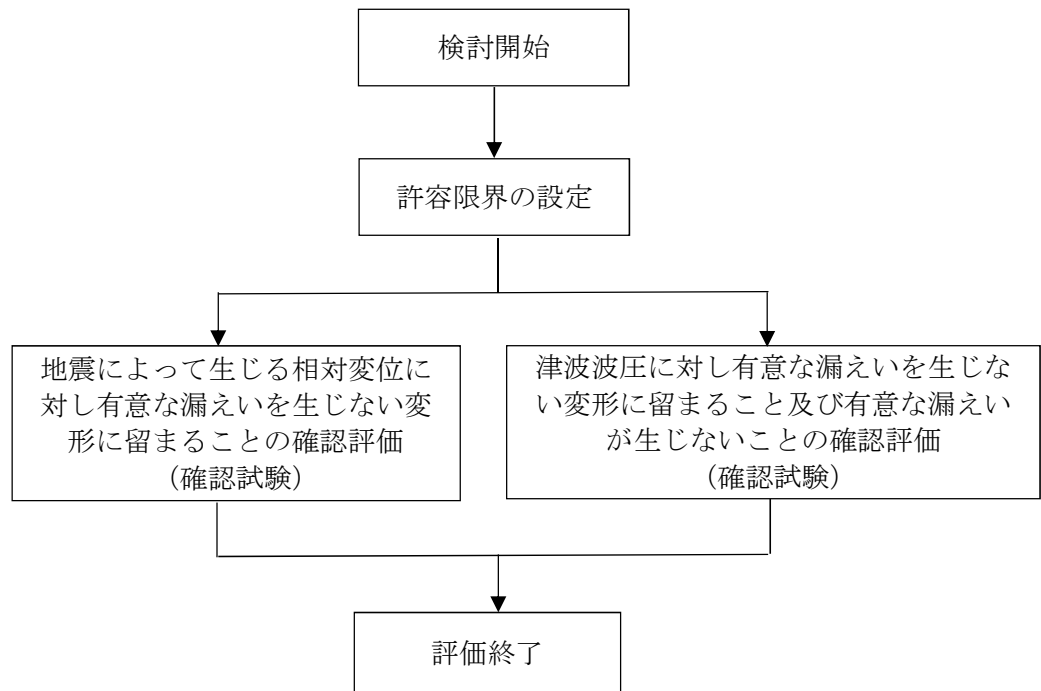 検討開始
許容限界の設定
地震によって生じる相対変位に
対し有意な漏えいを生じない変
形に留まることの確認評価
（確認試験）
津波波圧に対し有意な漏えいを生じな
い変形に留まること及び有意な漏えい
が生じないことの確認評価
（確認試験）
評価終了